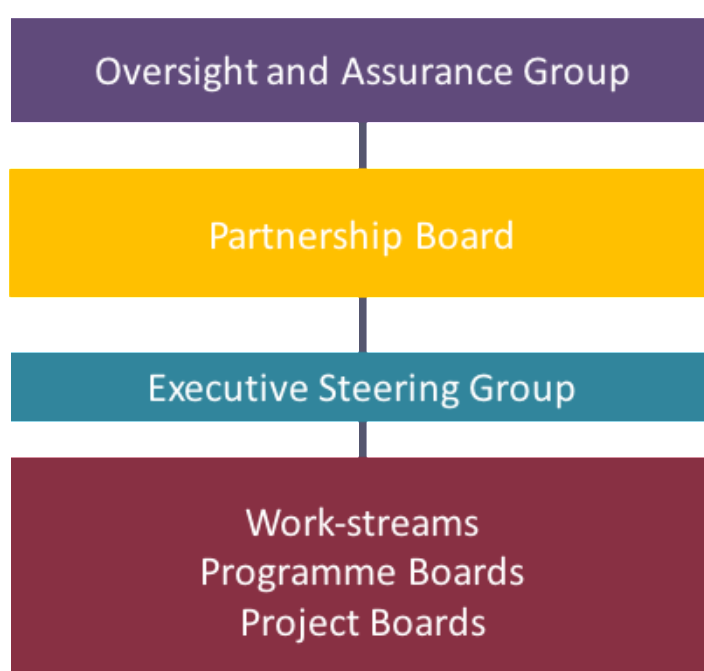 Oversight and Assurance Group
Partnership Board
Executive Steering Group
Work-streams
Programme Boards
Project Boards